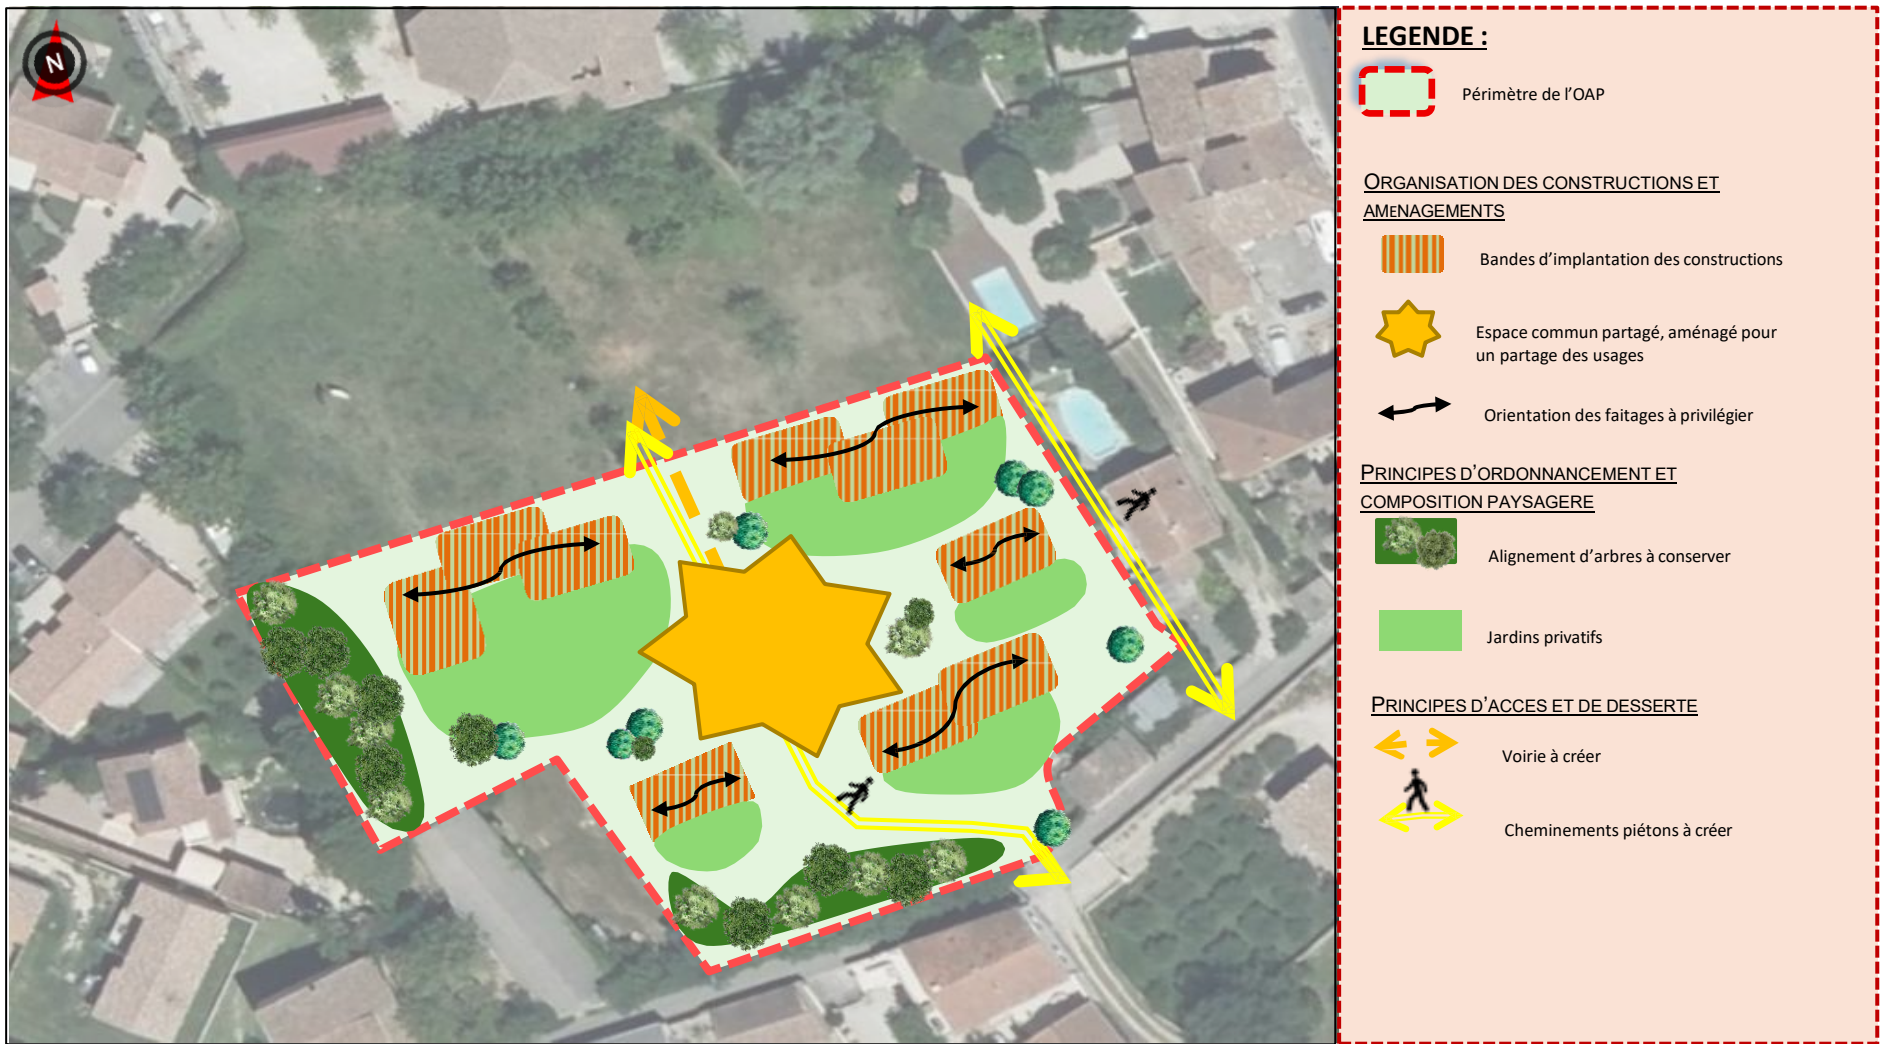 N
LEGENDE :
Périmètre de l'OAP
ORGANISATION DES CONSTRUCTIONS ET
AMENAGEMENTS
Bandes d'implantation des constructions
Espace commun partagé, aménagé pour
un partage des usages
Orientation des faitages à privilégier
PRINCIPES D'ORDONNANCEMENT ET
COMPOSITION PAYSAGERE
Alignement d'arbres à conserver
Jardins privatifs
PRINCIPES D'ACCES ET DE DESSERTE
Voirie à créer
Cheminements piétons à créer